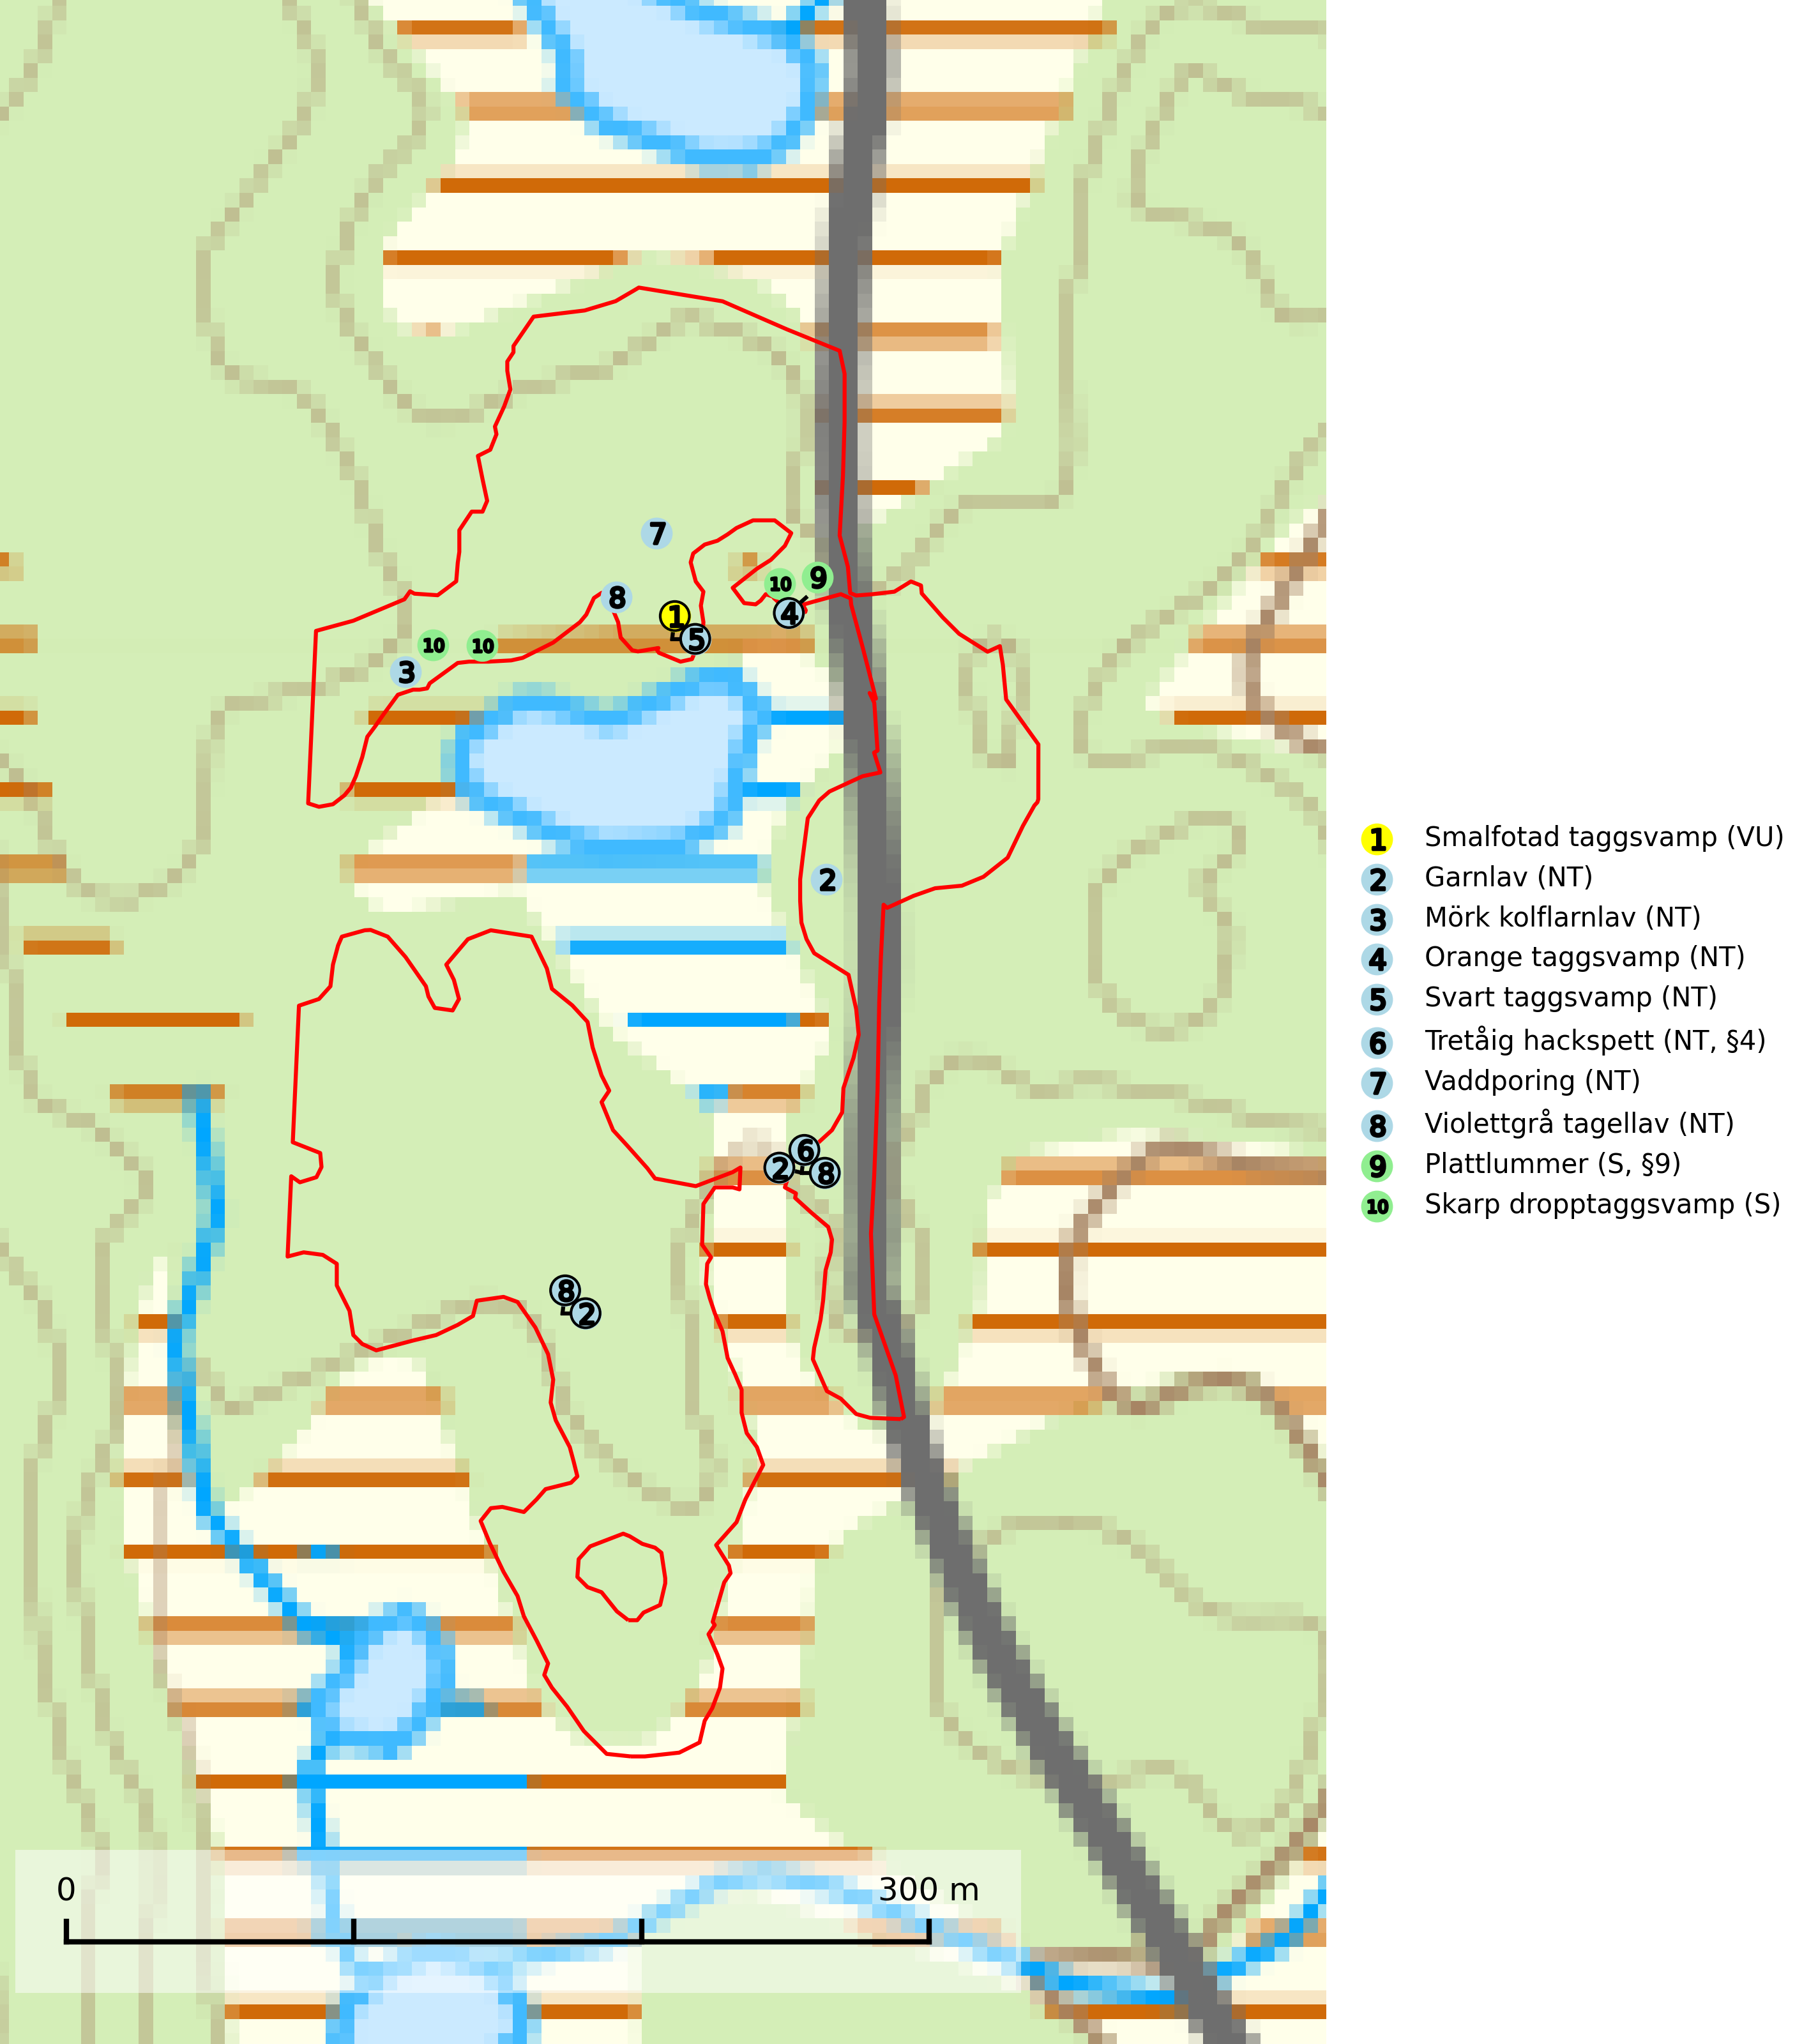 7
8
10
9
1
4
5
10
10
3
2
6
2
8
8
2
1 Smalfotad taggsvamp (VU)
2 Garnlav (NT)
3 Mörk kolflarnlav (NT)
4 Orange taggsvamp (NT)
5 Svart taggsvamp (NT)
6 Tretåig hackspett (NT, §4)
7 Vaddporing (NT)
8 Violettgrå tagellav (NT)
9 Plattlummer (S, §9)
10 Skarp dropptaggsvamp (S)
0 300 m